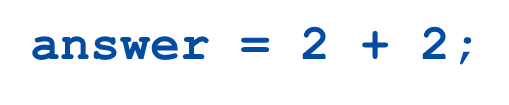 answer = 2 + 2;